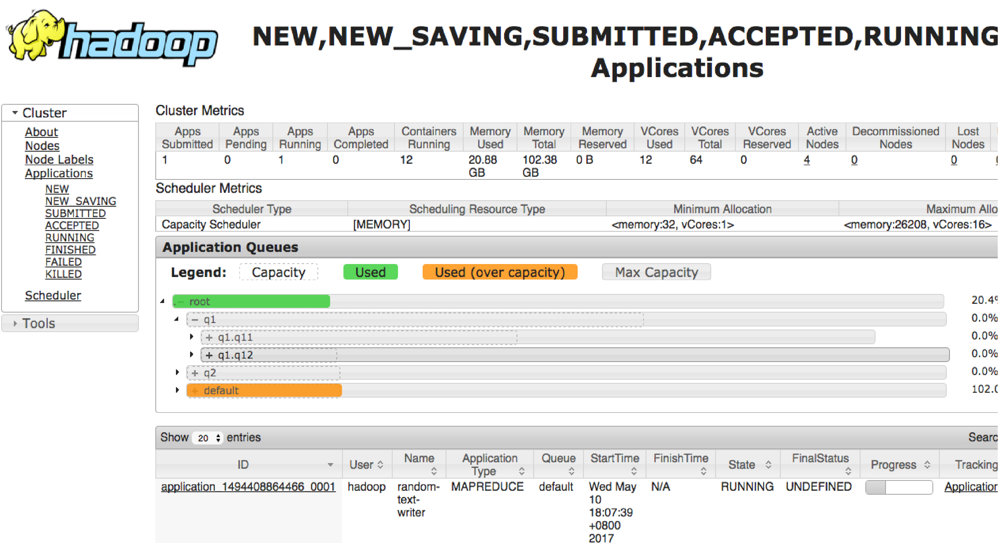 hadoop
NEW,NEW_SAVING,SUBMITTED,ACCEPTED,RUNNING
Applications
Cluster
About
Nodes
Node Labels
Applications
NEW
NEW_SAVING
SUBMITTED
ACCEPTED
RUNNING
FINISHED
FAILED
KILLED
Scheduler
Tools
Cluster Metrics
Apps Submitted Apps Pending Apps Running Apps Completed Containers Running Memory Used Memory Total Memory Reserved VCores Used VCores Total VCores Reserved Active Nodes Decommissioned Nodes Lost Nodes
1 0 1 0 12 20.88 GB 102.38 GB 0 B 12 64 0 4 0 0
Scheduler Metrics
Scheduler Type Scheduling Resource Type Minimum Allocation Maximum Allo
Capacity Scheduler [MEMORY] <memory:32, vCores:1> <memory:26208, vCores:16>
Application Queues
Legend: Capacity Used Used (over capacity) Max Capacity
root 20.4%
q1 0.0%
+ q1.q11 0.0%
+ q1.q12 0.0%
+ q2 0.0%
+ default 102.0
Show 20 entries Searc
ID User Name Application Type Queue StartTime FinishTime State FinalStatus Progress Tracking
application_1494408864466_0001 hadoop random-text-writer MAPREDUCE default Wed May 10 18:07:39 +0800 2017 N/A RUNNING UNDEFINED Application